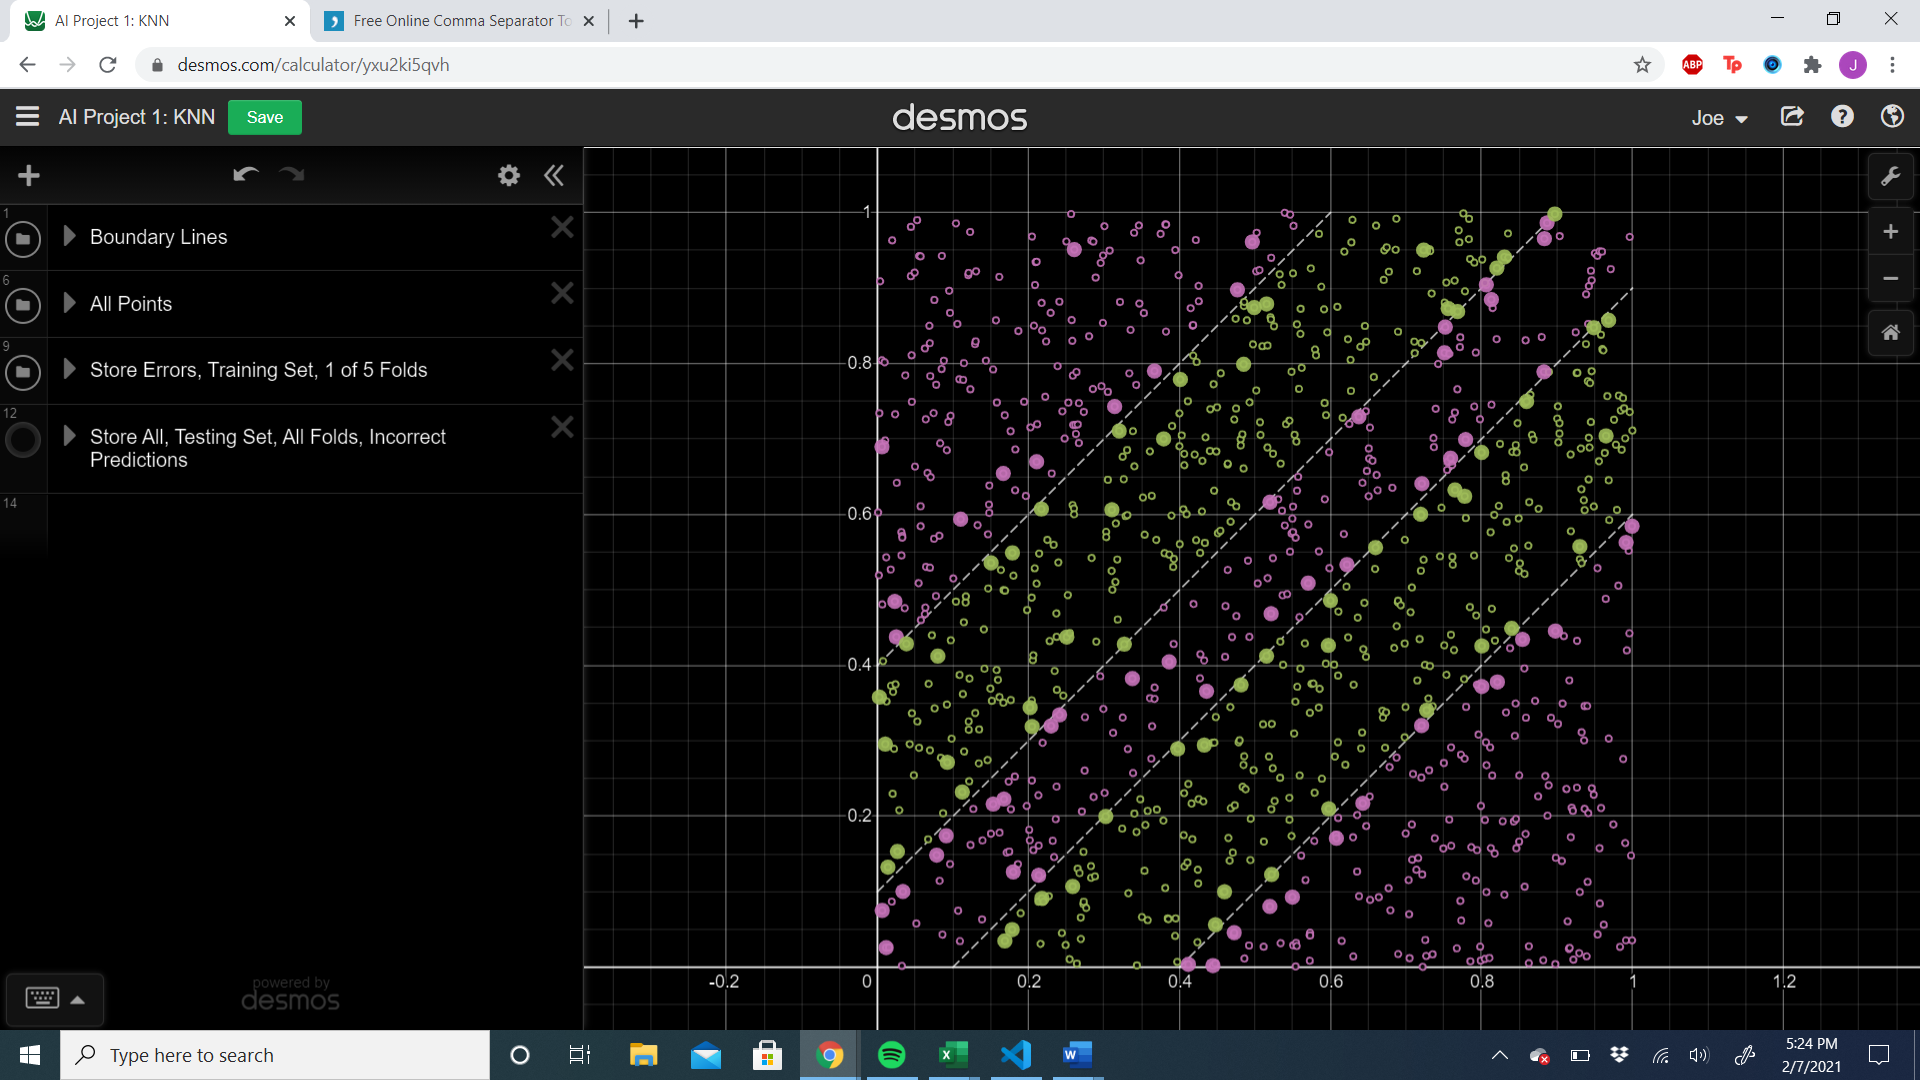 AI Project 1: KNN
Free Online Comma Separator To
desmos.com/calculator/yxu2ki5qvh
ABP
Tp
J
AI Project 1: KNN
Save
desmos
Joe
1
Boundary Lines
6
All Points
9
Store Errors, Training Set, 1 of 5 Folds
12
Store All, Testing Set, All Folds, Incorrect
Predictions
14
1
0.8
0.6
0.4
0.2
-0.2
0
0.2
0.4
0.6
0.8
1
1.2
powered by
desmos
Type here to search
5:24 PM
2/7/2021